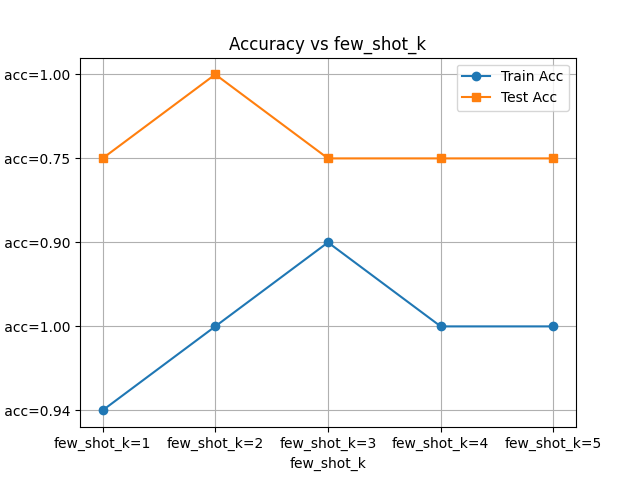 Accuracy vs few_shot_k
acc=1.00
acc=0.75
acc=0.90
acc=1.00
acc=0.94
Train Acc
Test Acc
few_shot_k=1 few_shot_k=2 few_shot_k=3 few_shot_k=4 few_shot_k=5
few_shot_k